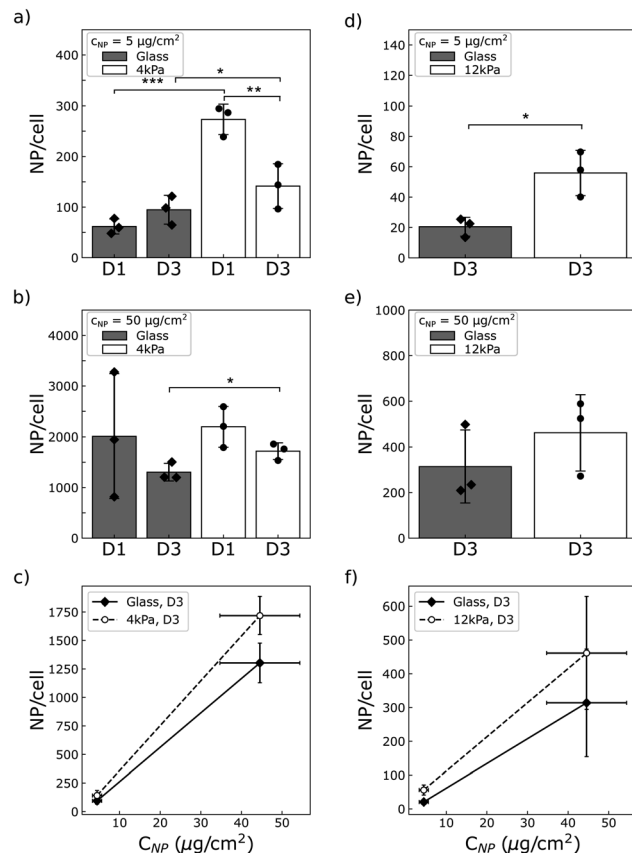 a)
c_NP = 5 µg/cm²
Glass
4kPa
NP/cell
400
300
200
100
0
***
*
**
D1
D3
D1
D3
d)
c_NP = 5 µg/cm²
Glass
12kPa
NP/cell
140
120
100
80
60
40
20
0
*
D3
D3
b)
c_NP = 50 µg/cm²
Glass
4kPa
NP/cell
4000
3000
2000
1000
0
*
D1
D3
D1
D3
e)
c_NP = 50 µg/cm²
Glass
12kPa
NP/cell
1000
800
600
400
200
0
D3
D3
c)
Glass, D3
4kPa, D3
NP/cell
1750
1500
1250
1000
750
500
250
0
10
20
30
40
50
C_NP (µg/cm²)
f)
Glass, D3
12kPa, D3
NP/cell
600
500
400
300
200
100
0
10
20
30
40
50
C_NP (µg/cm²)